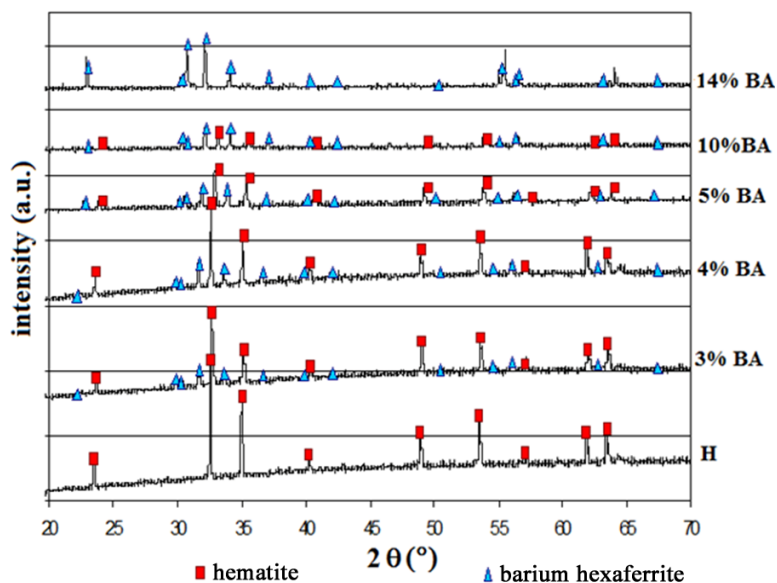 intensity (a.u.)
14% BA
10%BA
5% BA
4% BA
3% BA
H
20 25 30 35 40 45 50 55 60 65 70
2 θ (°)
hematite barium hexaferrite